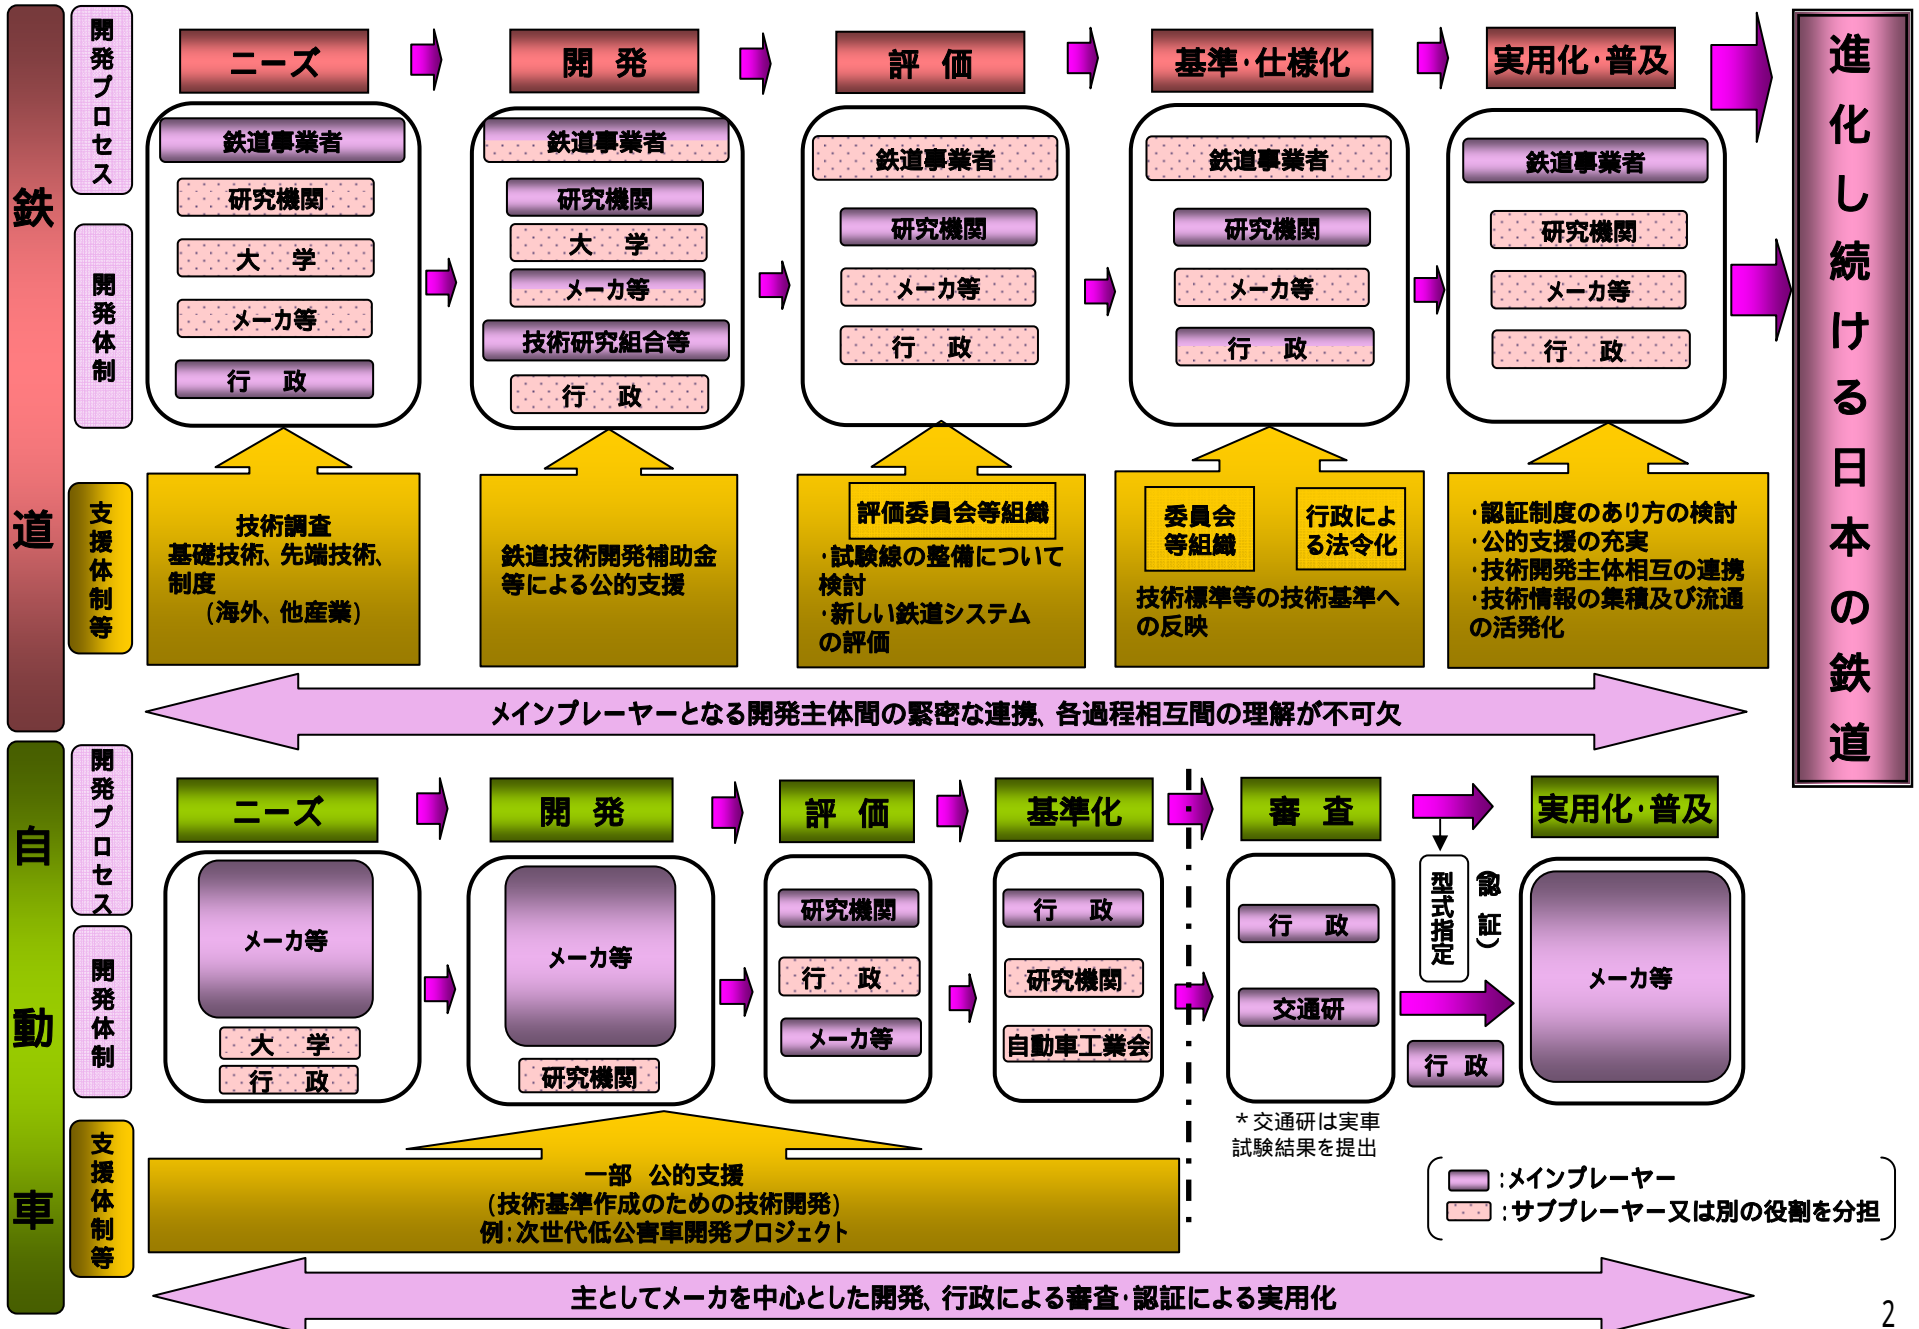 鉄道
開発プロセス
ニーズ
開 発
評 価
基準・仕様化
実用化・普及
開発体制
鉄道事業者
研究機関
大 学
メーカ等
行 政
鉄道事業者
研究機関
大 学
メーカ等
技術研究組合等
行 政
鉄道事業者
研究機関
メーカ等
行 政
鉄道事業者
研究機関
メーカ等
行 政
鉄道事業者
研究機関
メーカ等
行 政
支援体制等
技術調査
基礎技術、先端技術、
制度
(海外、他産業)
鉄道技術開発補助金
等による公的支援
評価委員会等組織
・試験線の整備について
検討
・新しい鉄道システム
の評価
委員会
等組織
行政によ
る法令化
技術標準等の技術基準へ
の反映
・認証制度のあり方の検討
・公的支援の充実
・技術開発主体相互の連携
・技術情報の集積及び流通
の活発化
メインプレーヤーとなる開発主体間の緊密な連携、各過程相互間の理解が不可欠
進化し続ける日本の鉄道
自動車
開発プロセス
ニーズ
開 発
評 価
基準化
審 査
実用化・普及
型式指定
(認証)
開発体制
メーカ等
大 学
行 政
メーカ等
研究機関
研究機関
行 政
メーカ等
行 政
研究機関
自動車工業会
行 政
交通研
行 政
メーカ等
*交通研は実車
試験結果を提出
支援体制等
一部 公的支援
(技術基準作成のための技術開発)
例:次世代低公害車開発プロジェクト
:メインプレーヤー
:サブプレーヤー又は別の役割を分担
主としてメーカを中心とした開発、行政による審査・認証による実用化
2